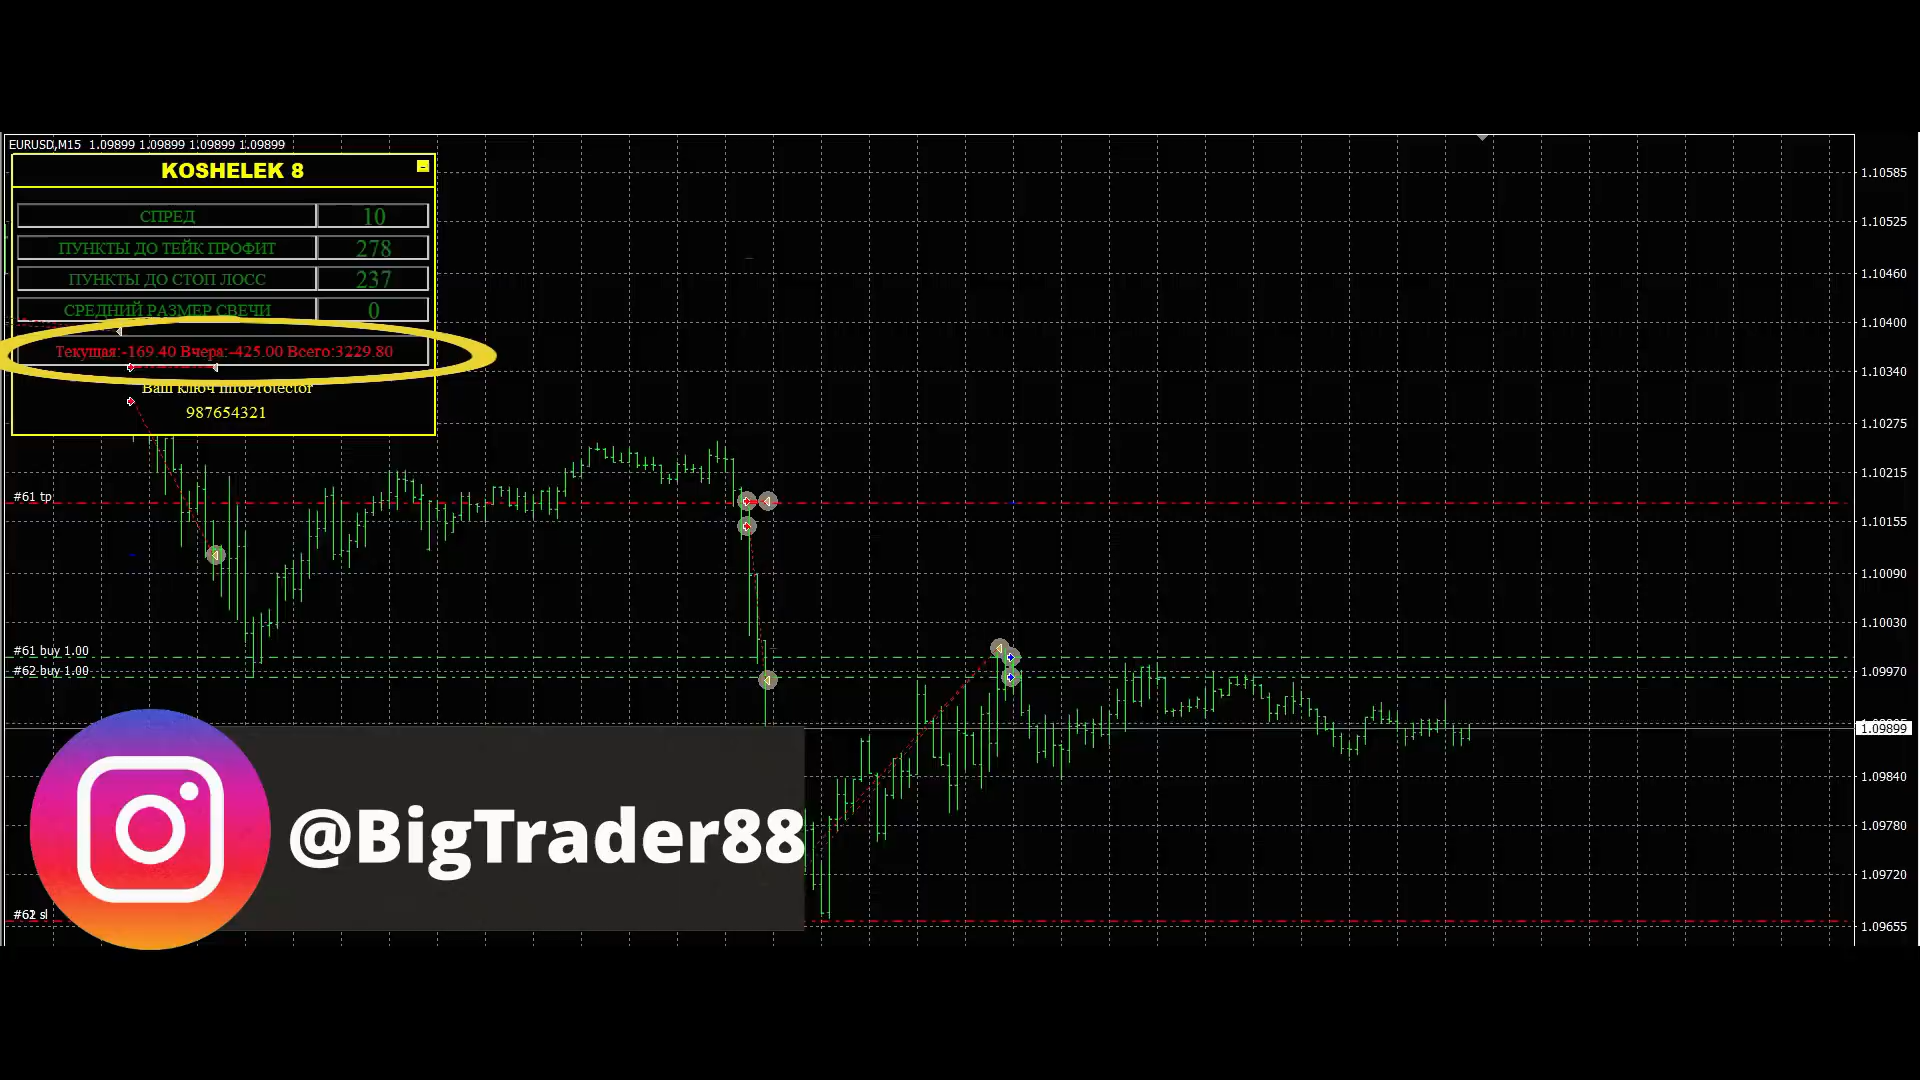 EURUSD,M15 1.09899 1.09899 1.09899 1.09899
KOSHELEK 8
СПРЕД 10
ПУНКТЫ ДО ТЕЙК ПРОФИТ 278
ПУНКТЫ ДО СТОП ЛОСС 237
СРЕДНИЙ РАЗМЕР СВЕЧИ 0
Текущая:-169.40 Вчера:-425.00 Всего:3229.80
Ваш ключ InfoProtector
987654321
#61 tp
#61 buy 1.00
#62 buy 1.00
@BigTrader88
#62 sl
1.10585
1.10525
1.10460
1.10400
1.10340
1.10275
1.10215
1.10155
1.10090
1.10030
1.09970
1.09899
1.09840
1.09780
1.09720
1.09655